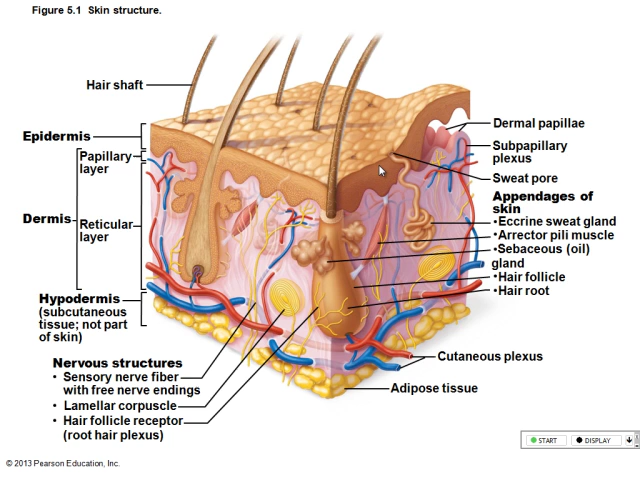 Figure 5.1  Skin structure.
Hair shaft
Epidermis
Papillary
layer
Dermis
Reticular
layer
Hypodermis
(subcutaneous
tissue; not part
of skin)
Nervous structures
• Sensory nerve fiber
with free nerve endings
• Lamellar corpuscle
• Hair follicle receptor
(root hair plexus)
Dermal papillae
Subpapillary
plexus
Sweat pore
Appendages of
skin
•Eccrine sweat gland
•Arrector pili muscle
•Sebaceous (oil)
gland
•Hair follicle
•Hair root
Cutaneous plexus
Adipose tissue
START
DISPLAY
© 2013 Pearson Education, Inc.